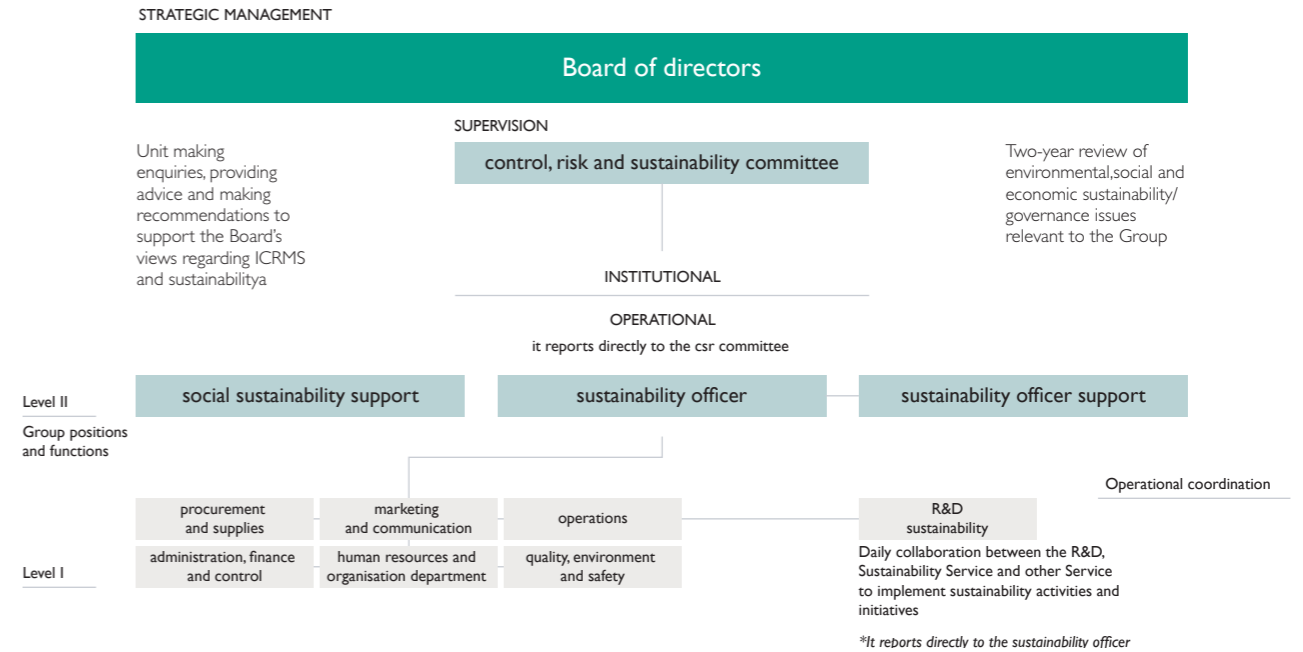 STRATEGIC MANAGEMENT
Board of directors
SUPERVISION
control, risk and sustainability committee
Unit making
enquiries, providing
advice and making
recommendations to
support the Board's
views regarding ICRMS
and sustainabilitya
Two-year review of
environmental,social and
economic sustainability/
governance issues
relevant to the Group
INSTITUTIONAL
OPERATIONAL
it reports directly to the csr committee
Level II
Group positions
and functions
social sustainability support
sustainability officer
sustainability officer support
Operational coordination
procurement
and supplies
marketing
and communication
operations
R&D
sustainability
Level I
administration, finance
and control
human resources and
organisation department
quality, environment
and safety
Daily collaboration between the R&D,
Sustainability Service and other Service
to implement sustainability activities and
initiatives
*It reports directly to the sustainability officer